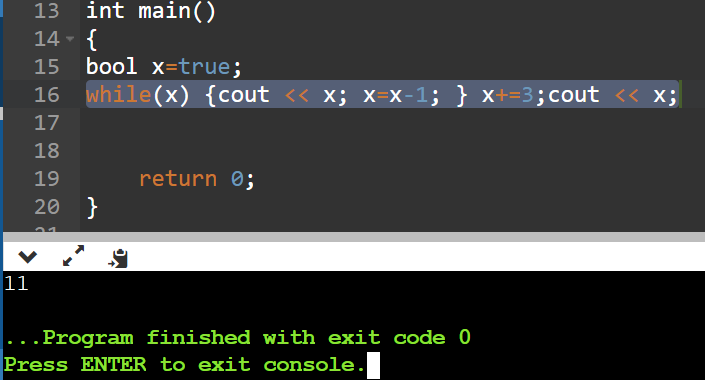 13 int main()
14 {
15 bool x=true;
16 while(x) {cout << x; x=x-1; } x+=3;cout << x;
17
18
19 return 0;
20 }
21
11
...Program finished with exit code 0
Press ENTER to exit console.